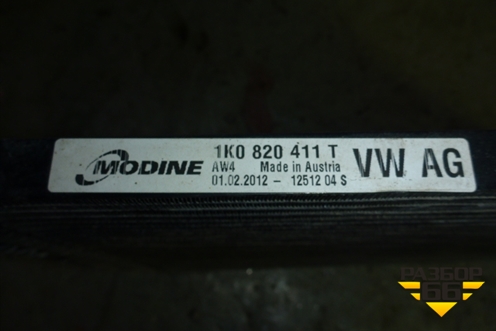 MODINE
1K0 820 411 T
AW4 Made in Austria
01.02.2012 - 12512 04 S
VW AG
РАЗБОР
66